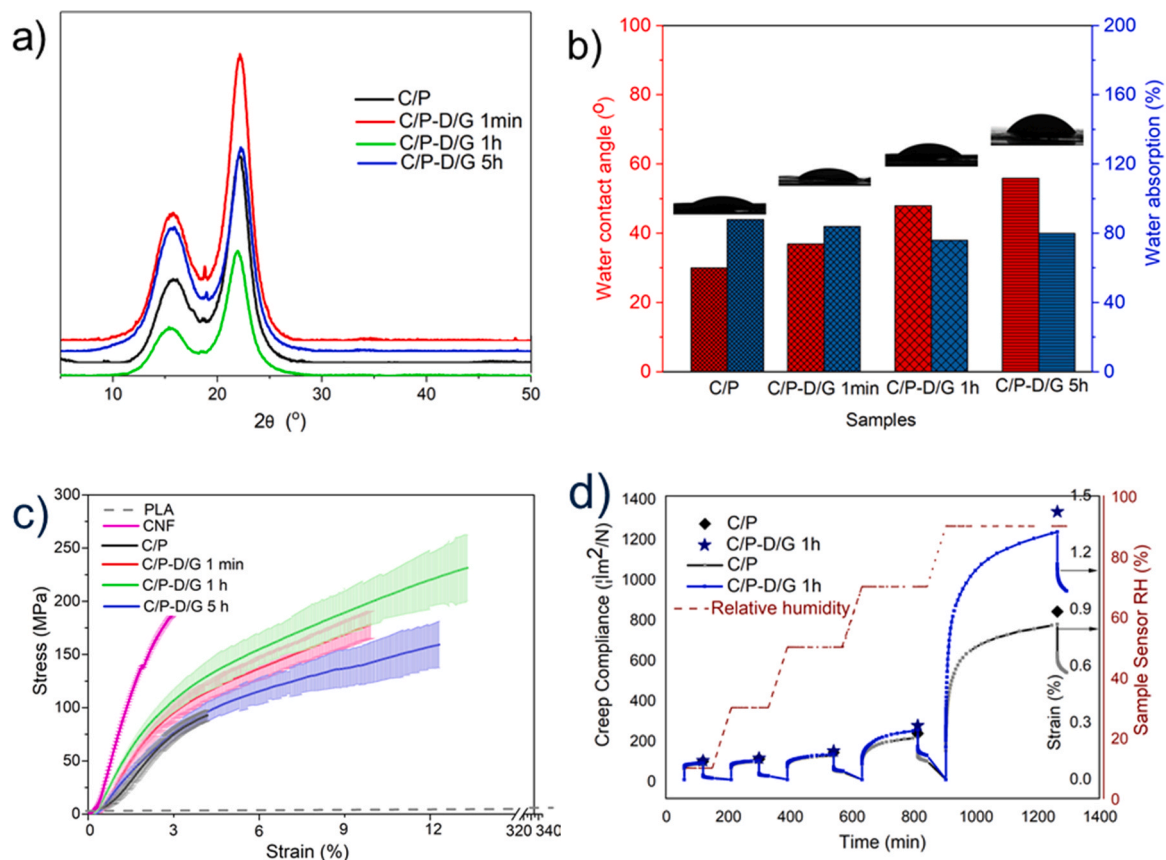 a)
C/P
C/P-D/G 1min
C/P-D/G 1h
C/P-D/G 5h
10 20 30 40 50
2θ (°)
b)
Water contact angle (°)
100
80
60
40
20
0
Water absorption (%)
200
160
120
80
40
0
C/P C/P-D/G 1min C/P-D/G 1h C/P-D/G 5h
Samples
c)
Stress (MPa)
300
250
200
150
100
50
0
PLA
CNF
C/P
C/P-D/G 1 min
C/P-D/G 1 h
C/P-D/G 5 h
0 3 6 9 12 320 340
Strain (%)
d)
Creep Compliance (¦Ìm²/N)
1400
1200
1000
800
600
400
200
0
C/P
C/P-D/G 1h
C/P
C/P-D/G 1h
Relative humidity
1.5
1.2
0.9
0.6
0.3
0.0
Strain (%)
100
80
60
40
20
0
Sample Sensor RH (%)
0 200 400 600 800 1000 1200 1400
Time (min)